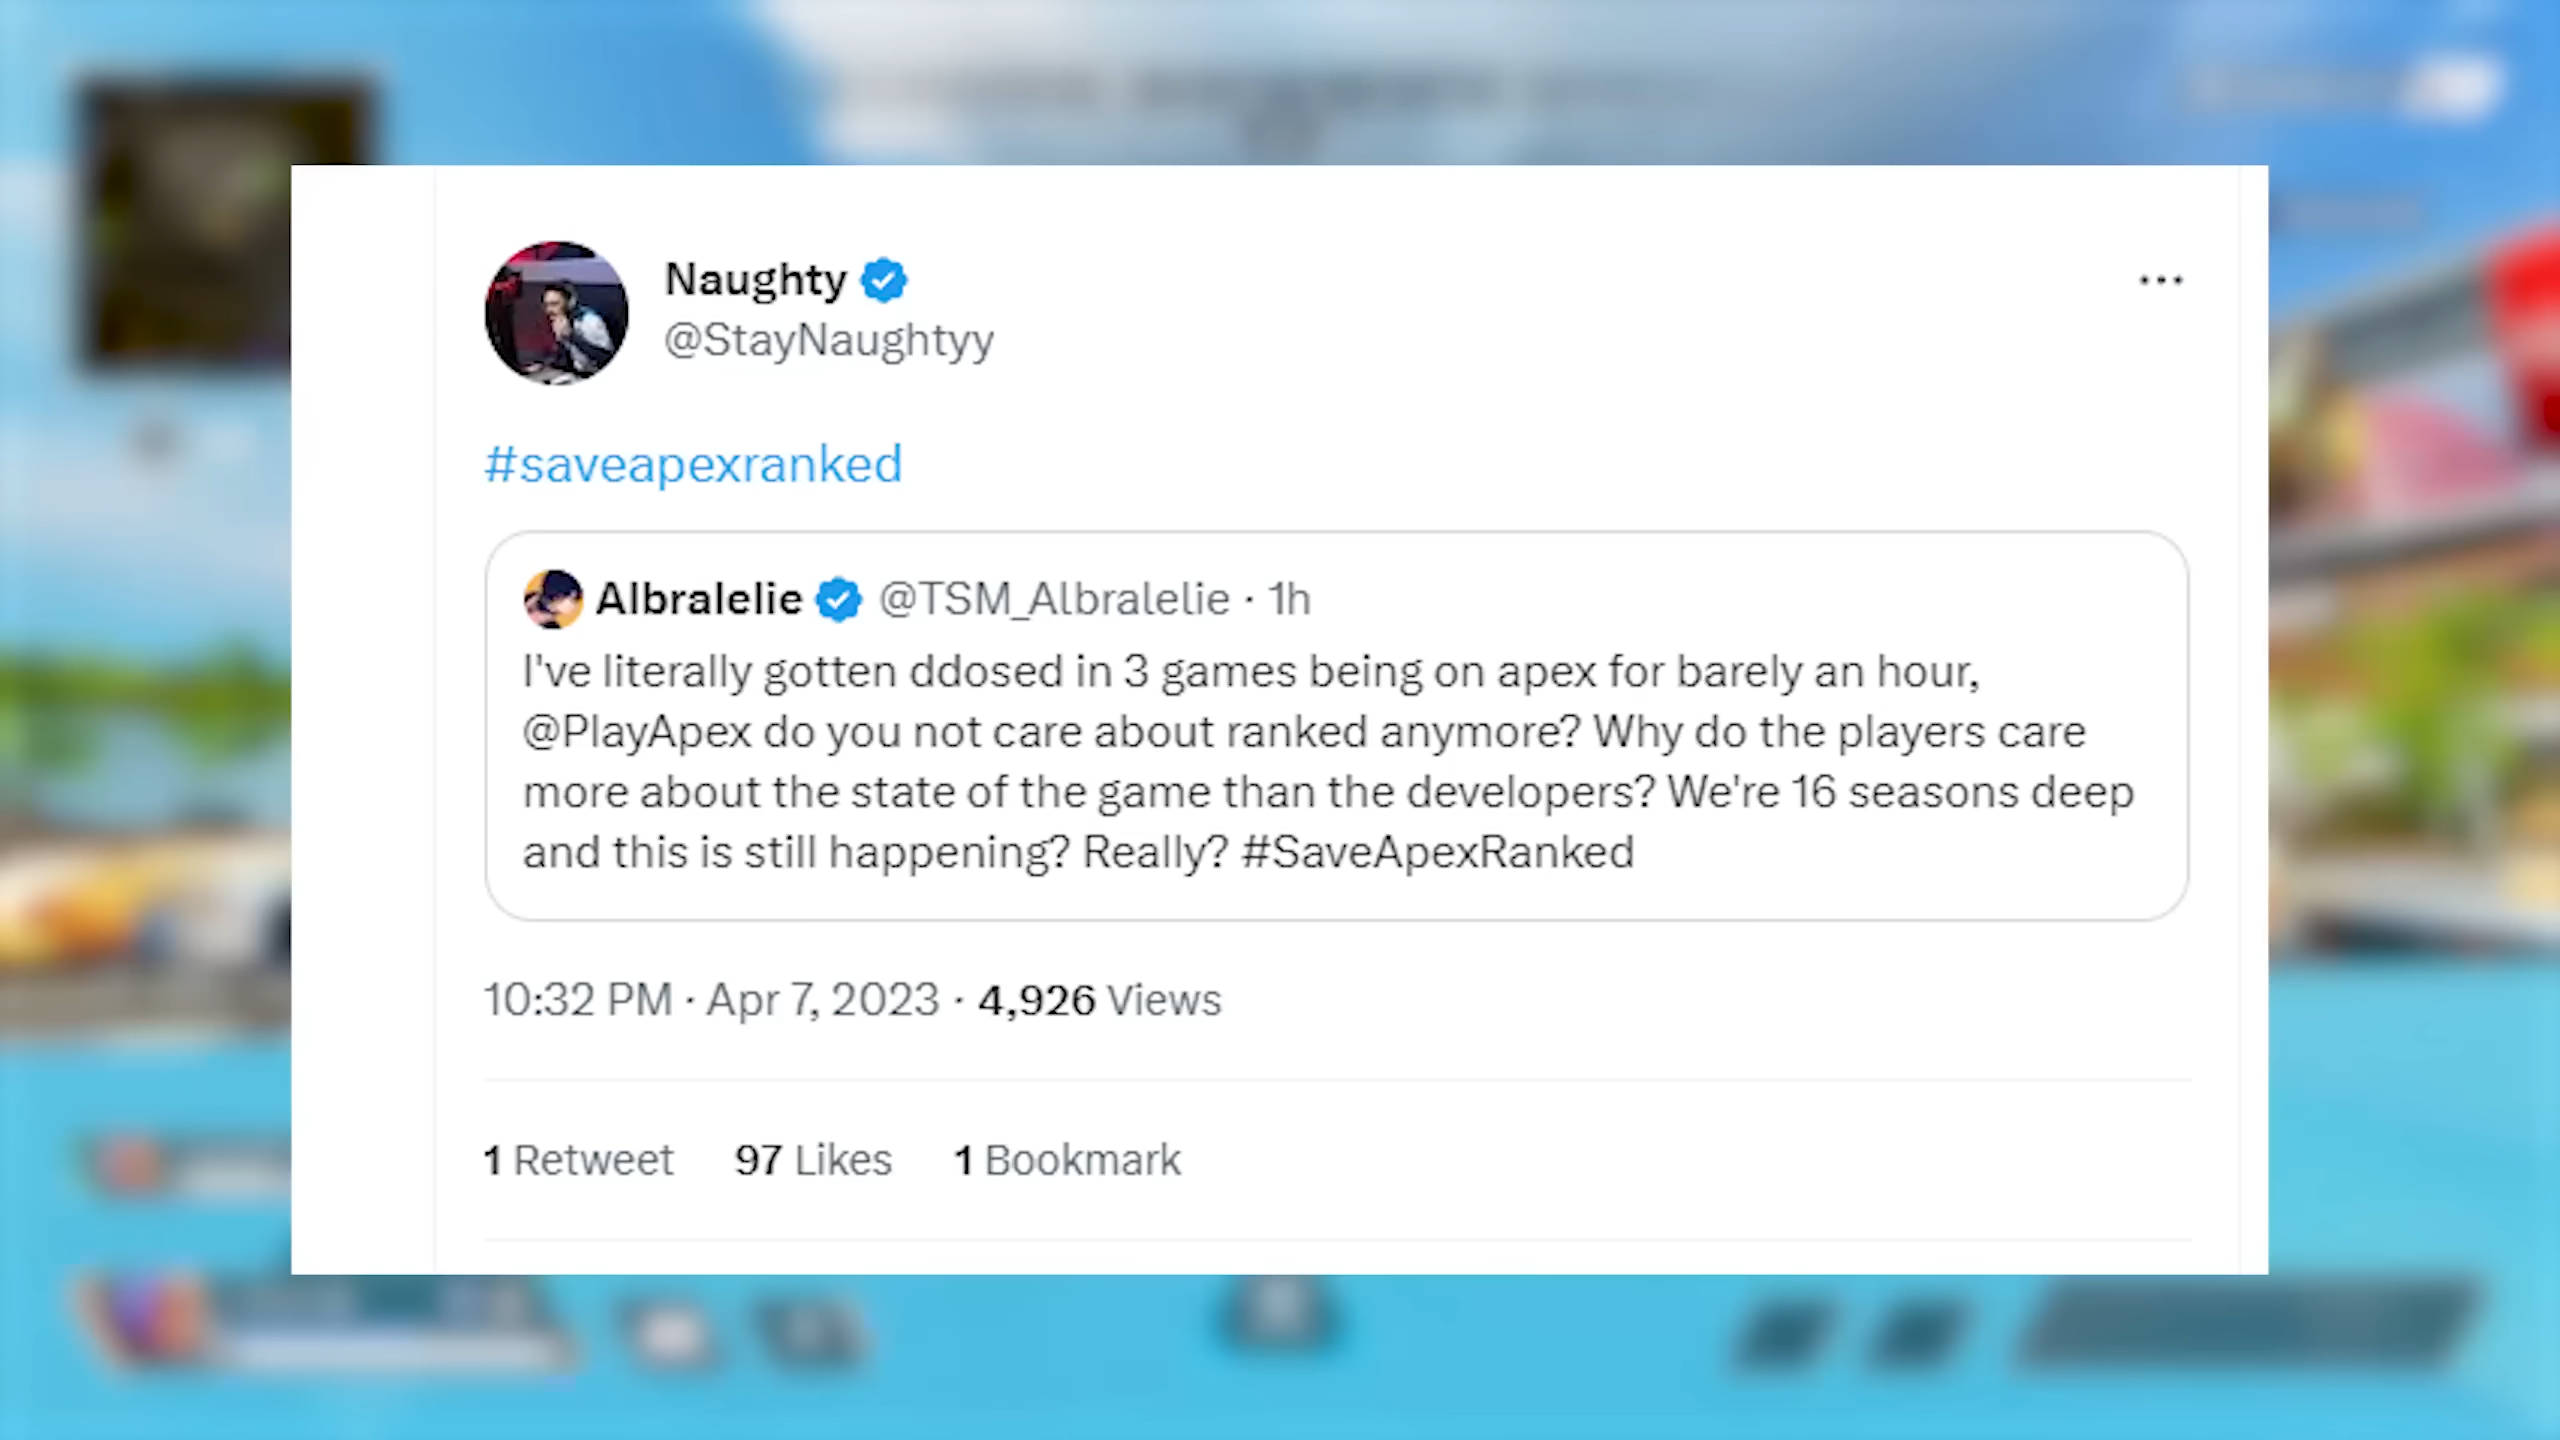 Naughty
@StayNaughtyy
#saveapexranked
Albralelie @TSM_Albralelie · 1h
I've literally gotten ddosed in 3 games being on apex for barely an hour,
@PlayApex do you not care about ranked anymore? Why do the players care
more about the state of the game than the developers? We're 16 seasons deep
and this is still happening? Really? #SaveApexRanked
10:32 PM · Apr 7, 2023 · 4,926 Views
1 Retweet 97 Likes 1 Bookmark